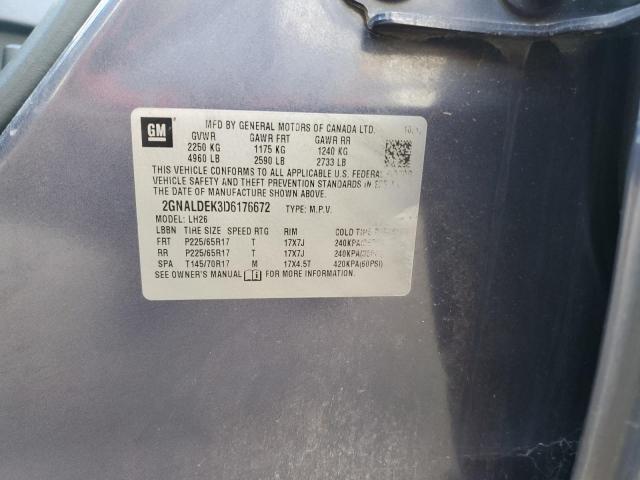 GM
MFD BY GENERAL MOTORS OF CANADA LTD.
GVWR GAWR FRT GAWR RR
2250 KG 1175 KG 1240 KG
4960 LB 2590 LB 2733 LB
THIS VEHICLE CONFORMS TO ALL APPLICABLE U.S. FEDERAL
VEHICLE SAFETY AND THEFT PREVENTION STANDARDS IN
THE DATE OF MANUFACTURE SHOWN ABOVE.
2GNALDEK3D6176672 TYPE: M.P.V.
MODEL: LH26
LBBN TIRE SIZE SPEED RTG RIM COLD
FRT P225/65R17 T 17X7J
RR P225/65R17 T 17X7J
SPA T145/70R17 M 17X4.5T 420KPA(60PSI)
SEE OWNER'S MANUAL FOR MORE INFORMATION.